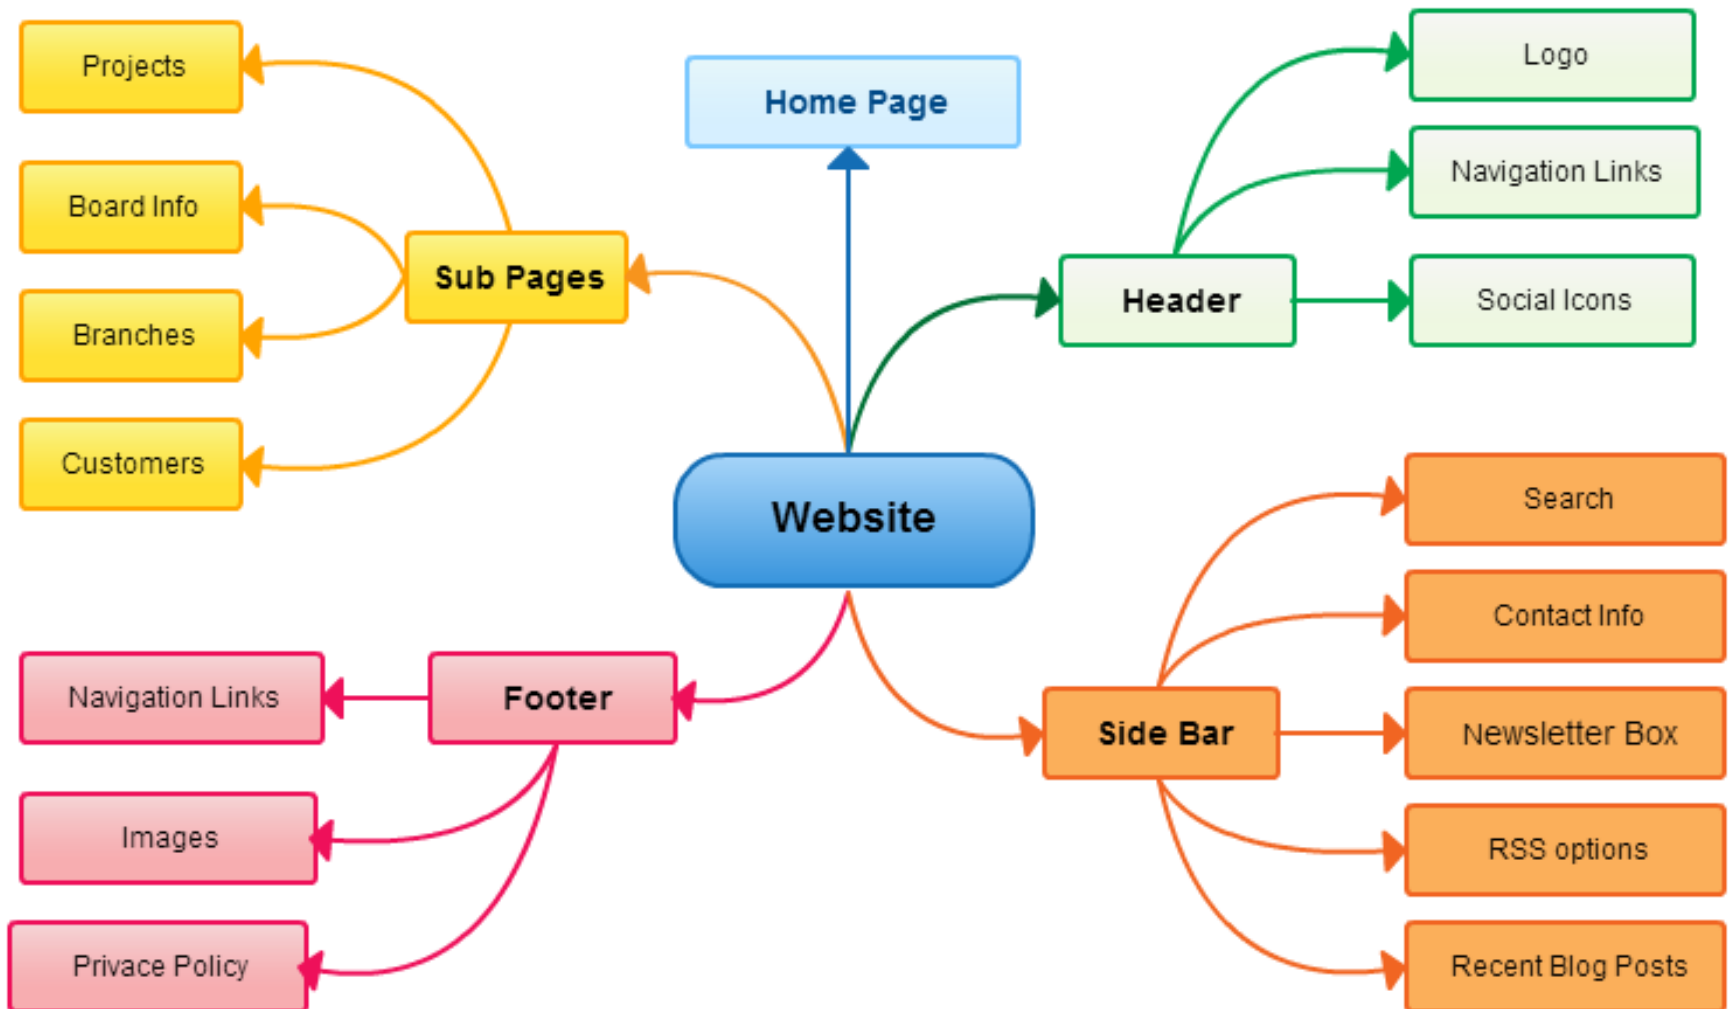 Projects
Board Info
Branches
Customers
Sub Pages
Home Page
Header
Logo
Navigation Links
Social Icons
Website
Navigation Links
Images
Privace Policy
Footer
Side Bar
Search
Contact Info
Newsletter Box
RSS options
Recent Blog Posts